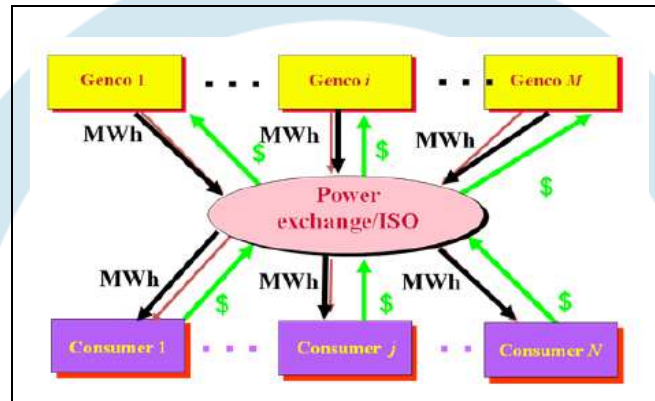 Genco 1
Genco i
Genco M
MWh
$
MWh
$
MWh
$
Power
exchange/ISO
MWh
$
MWh
$
MWh
$
Consumer 1
Consumer j
Consumer N